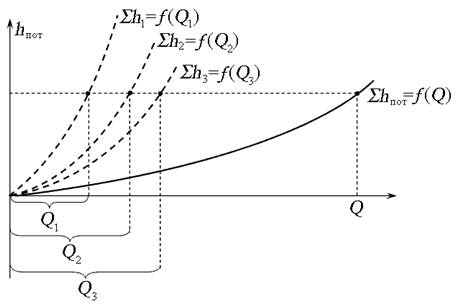 hпот
Σh₁=f(Q₁)
Σh₂=f(Q₂)
Σh₃=f(Q₃)
Σhпот=f(Q)
Q₁
Q
Q₂
Q₃